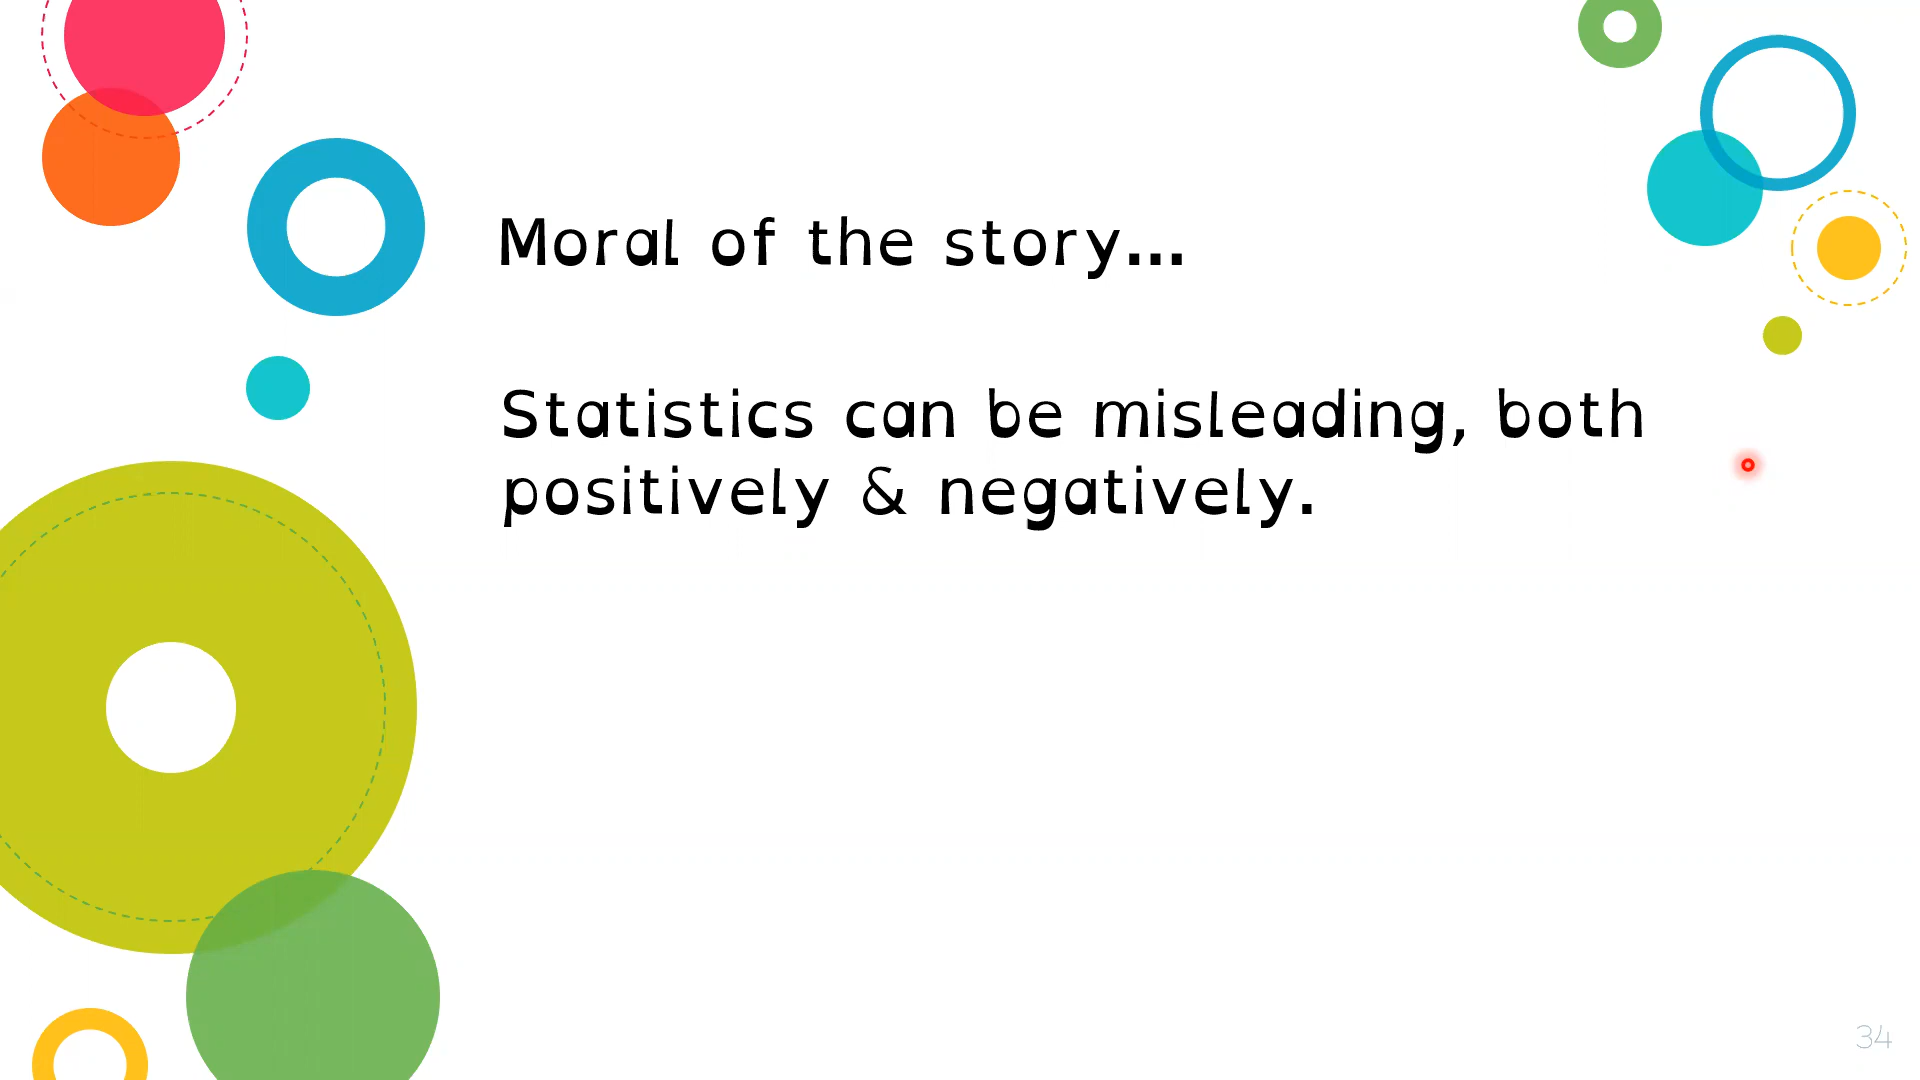 Moral of the story...
Statistics can be misleading, both
positively & negatively.
34